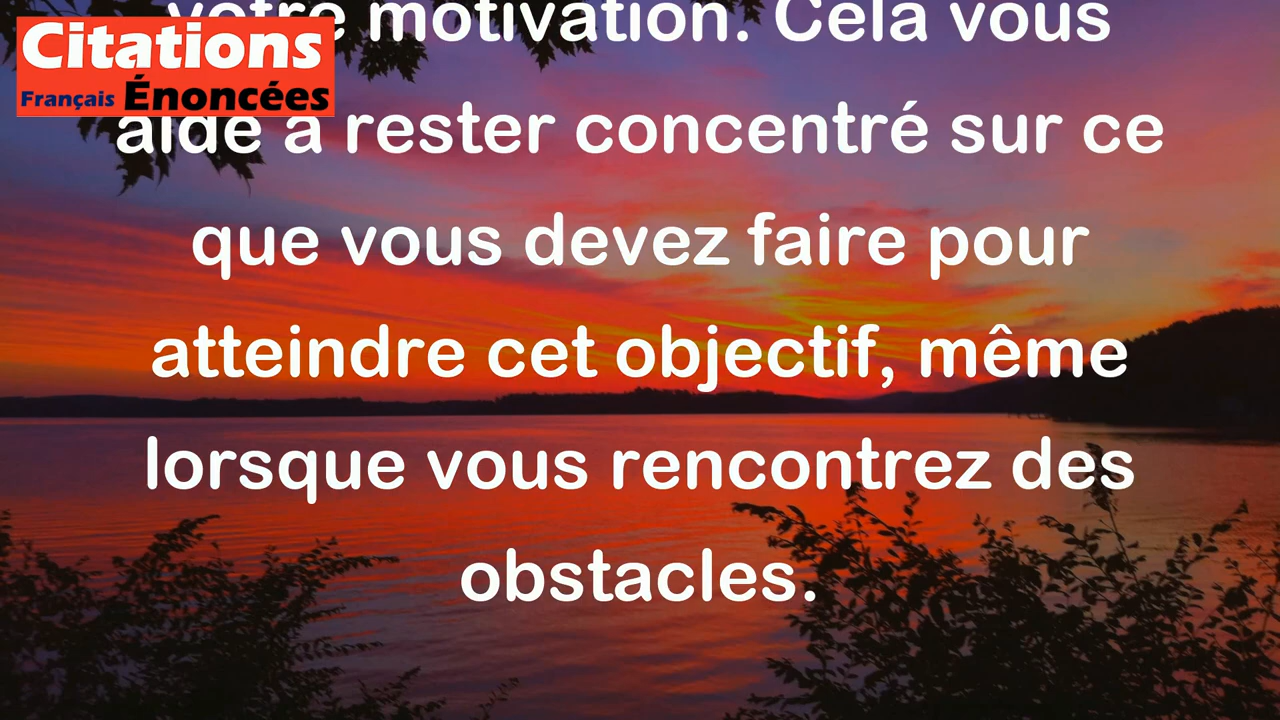 Citations
Français Énoncées
votre motivation. Cela vous
aide à rester concentré sur ce
que vous devez faire pour
atteindre cet objectif, même
lorsque vous rencontrez des
obstacles.